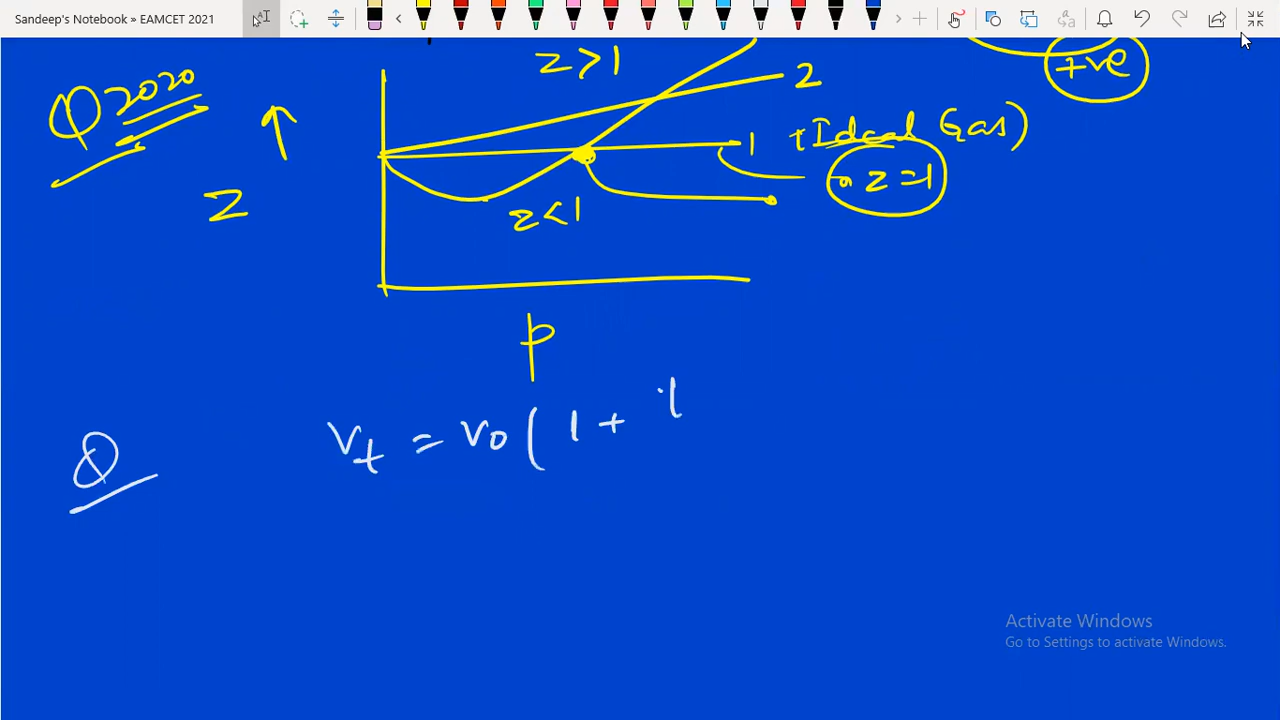 Sandeep's Notebook » EAMCET 2021
+ve
Q 2020
z > 1
2
1 (Ideal Gas)
z = 1
z
z < 1
p
Q
Vt = V0 ( 1 + t
Activate Windows
Go to Settings to activate Windows.